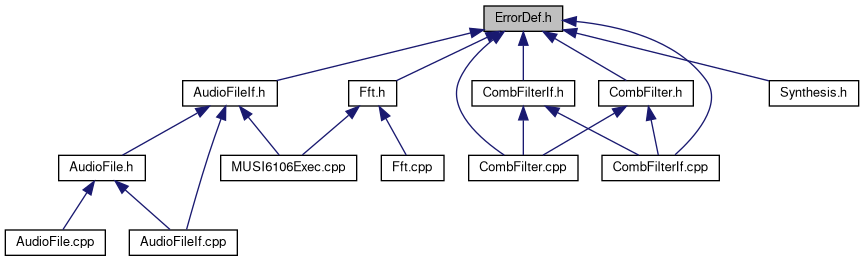 ErrorDef.h
AudioFileIf.h
Fft.h
CombFilterIf.h
CombFilter.h
Synthesis.h
AudioFile.h
MUSI6106Exec.cpp
Fft.cpp
CombFilter.cpp
CombFilterIf.cpp
AudioFile.cpp
AudioFileIf.cpp